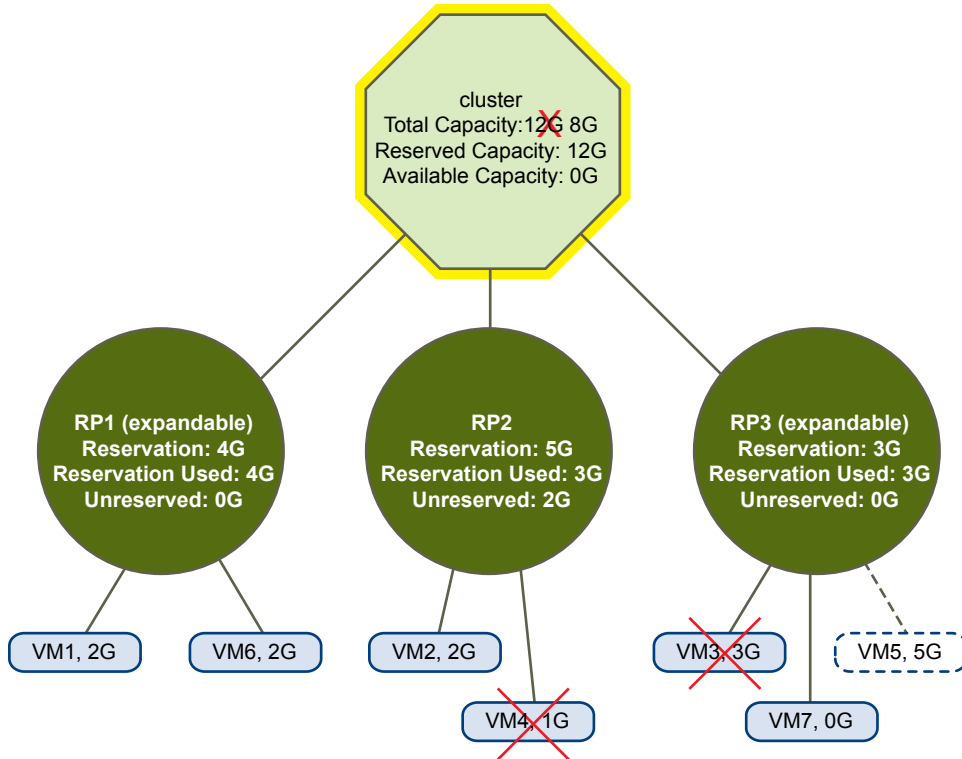 cluster
Total Capacity:12G 8G
Reserved Capacity: 12G
Available Capacity: 0G
RP1 (expandable)
Reservation: 4G
Reservation Used: 4G
Unreserved: 0G
RP2
Reservation: 5G
Reservation Used: 3G
Unreserved: 2G
RP3 (expandable)
Reservation: 3G
Reservation Used: 3G
Unreserved: 0G
VM1, 2G
VM6, 2G
VM2, 2G
VM3, 3G
VM5, 5G
VM4, 1G
VM7, 0G